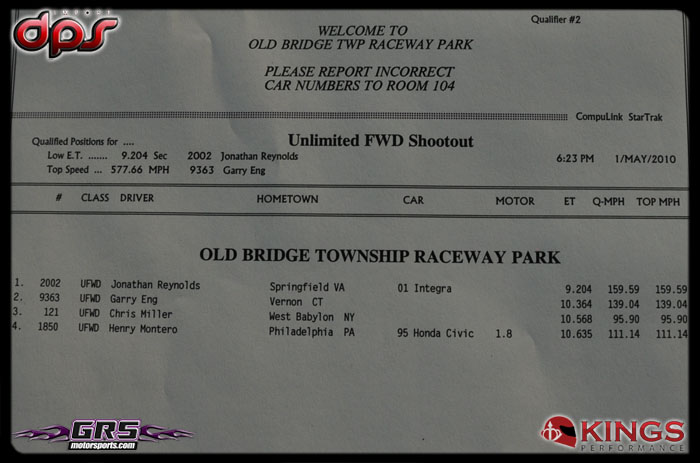 IMPORT
dps
Qualifier #2
WELCOME TO
OLD BRIDGE TWP RACEWAY PARK
PLEASE REPORT INCORRECT
CAR NUMBERS TO ROOM 104
CompuLink StarTrak
Qualified Positions for .... Unlimited FWD Shootout
Low E.T. ....... 9.204 Sec 2002 Jonathan Reynolds
Top Speed ... 577.66 MPH 9363 Garry Eng 6:23 PM 1/MAY/2010
# CLASS DRIVER HOMETOWN CAR MOTOR ET Q-MPH TOP MPH
OLD BRIDGE TOWNSHIP RACEWAY PARK
1. 2002 UFWD Jonathan Reynolds Springfield VA 01 Integra 9.204 159.59 159.59
2. 9363 UFWD Garry Eng Vernon CT 10.364 139.04 139.04
3. 121 UFWD Chris Miller West Babylon NY 10.568 95.90 95.90
4. 1850 UFWD Henry Montero Philadelphia PA 95 Honda Civic 1.8 10.635 111.14 111.14
GRS
motorsports.com
KINGS
PERFORMANCE